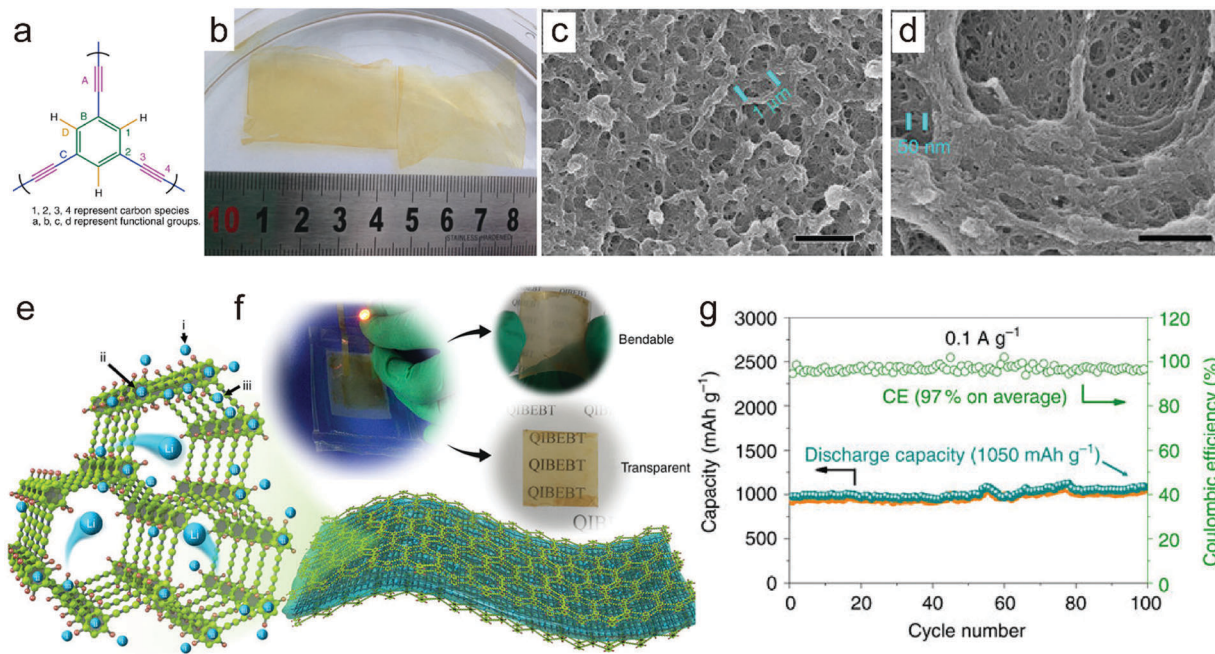 a
A
B
H
H
D
1
C
2
3
4
H
1, 2, 3, 4 represent carbon species
a, b, c, d represent functional groups.
b
10 1 2 3 4 5 6 7 8
STAINLESS HARDENED
c
1 μm
d
50 nm
e
i
ii
iii
Li
Li
Li
f
Bendable
QIBEBT
QIBEBT
QIBEBT
QIBEBT
QIBEBT
QIBEBT
Transparent
g
3000
2500
2000
1500
1000
500
0
Capacity (mAh g⁻¹)
0.1 A g⁻¹
CE (97 % on average)
Discharge capacity (1050 mAh g⁻¹)
120
100
80
60
40
20
0
Coulombic efficiency (%)
0 20 40 60 80 100
Cycle number